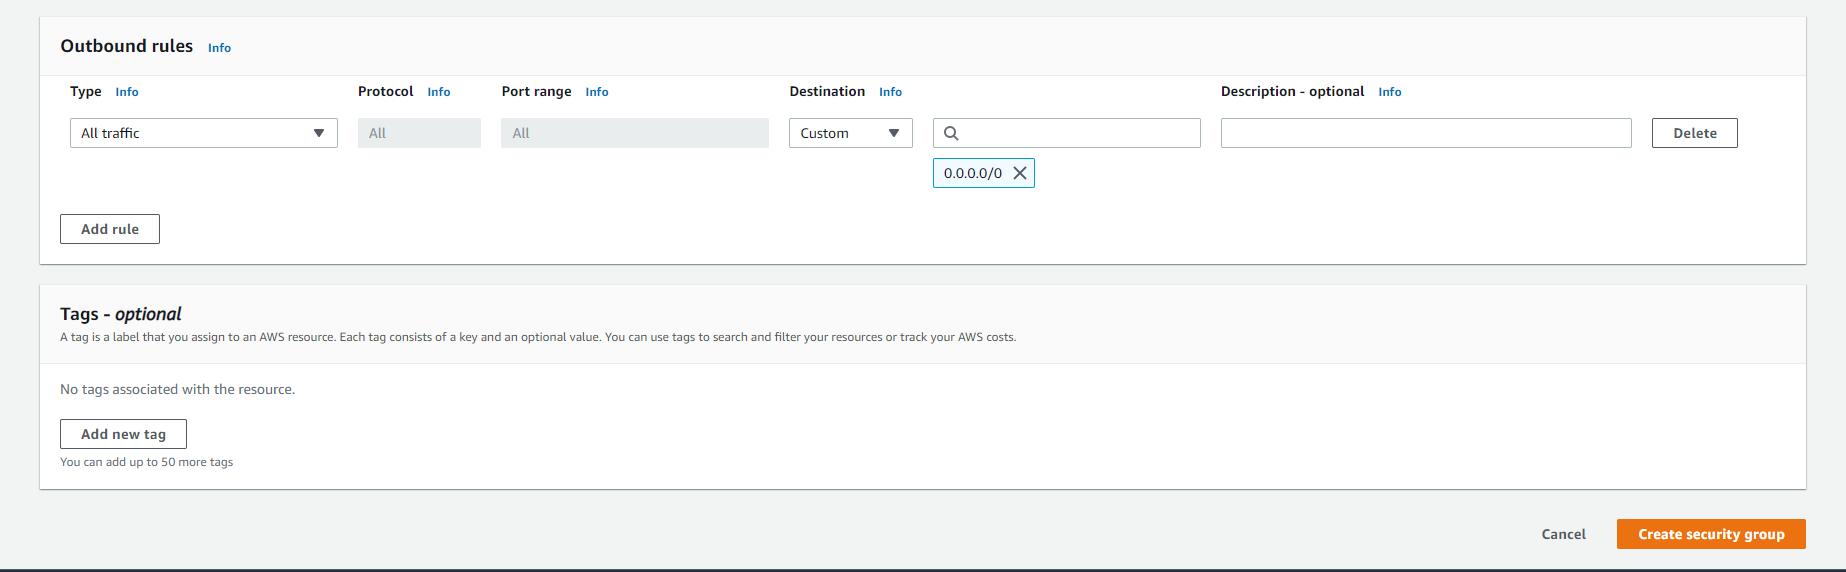 Outbound rules Info
Type Info Protocol Info Port range Info Destination Info Description - optional Info
All traffic All All Custom Delete
0.0.0.0/0
Add rule
Tags - optional
A tag is a label that you assign to an AWS resource. Each tag consists of a key and an optional value. You can use tags to search and filter your resources or track your AWS costs.
No tags associated with the resource.
Add new tag
You can add up to 50 more tags
Cancel Create security group